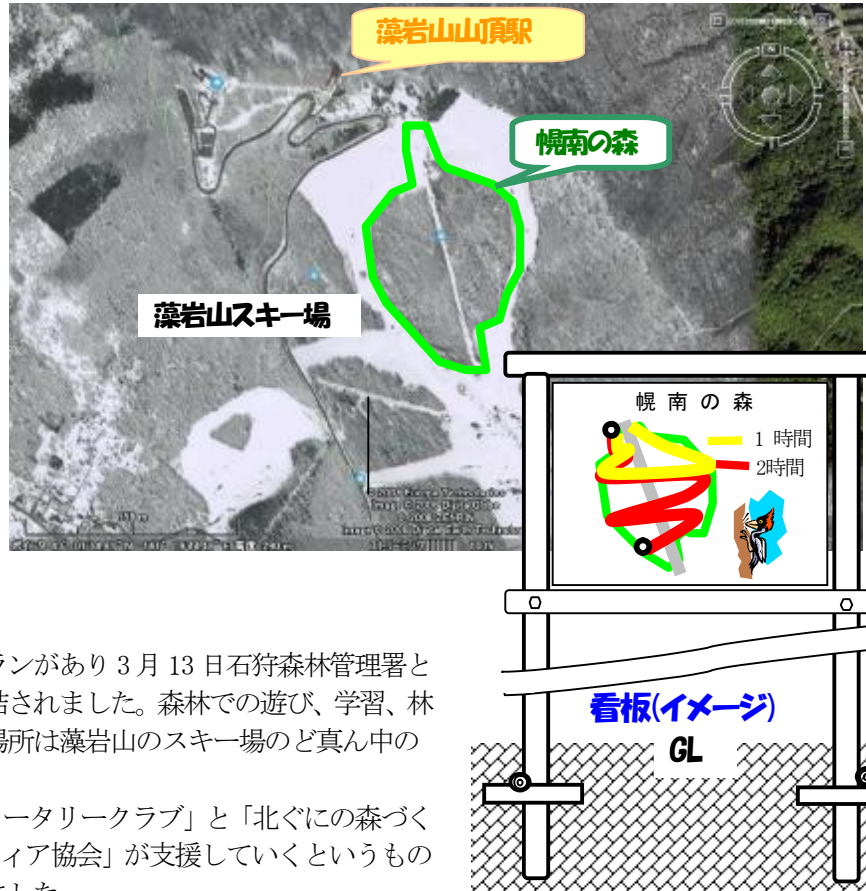 藻岩山山頂駅
幌南の森
藻岩山スキー場
幌南の森
1 時間
2時間
看板(イメージ)
GL
ランがあり 3 月 13 日石狩森林管理署と
結されました。森林での遊び、学習、林
場所は藻岩山のスキー場のど真ん中の
ータリークラブ」と「北ぐにの森づく
ィア協会」が支援していくというもの